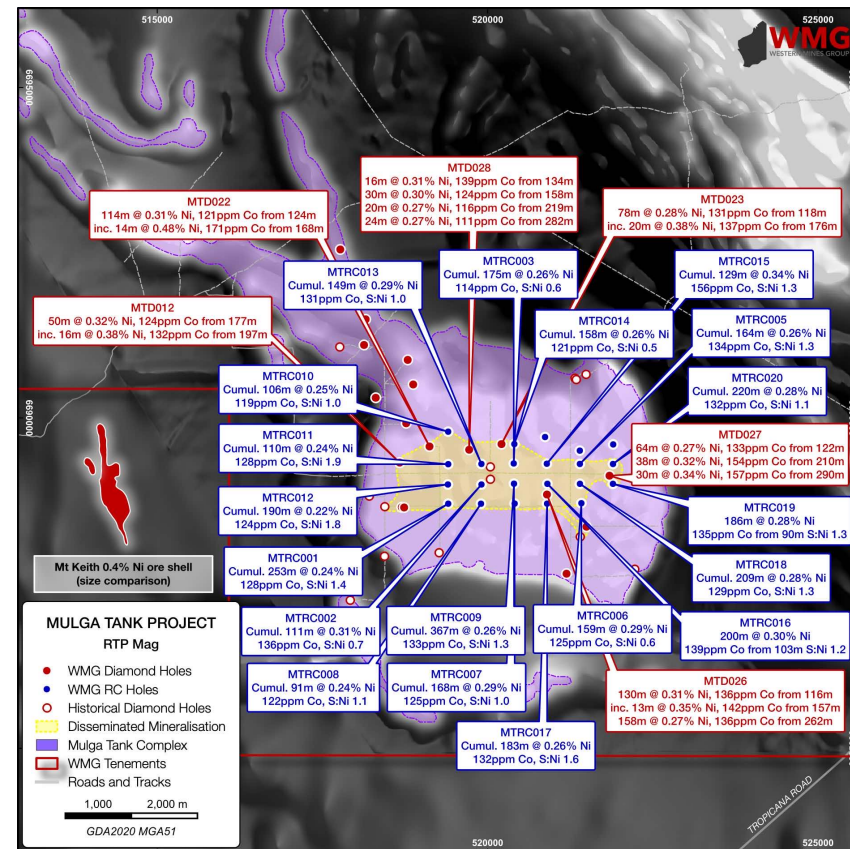 515000
520000
525000
WMG
WESTERN MINES GROUP
6695000
MTD028
16m @ 0.31% Ni, 139ppm Co from 134m
30m @ 0.30% Ni, 124ppm Co from 158m
20m @ 0.27% Ni, 116ppm Co from 219m
24m @ 0.27% Ni, 111ppm Co from 282m
MTD022
114m @ 0.31% Ni, 121ppm Co from 124m
inc. 14m @ 0.48% Ni, 171ppm Co from 168m
MTD023
78m @ 0.28% Ni, 131ppm Co from 118m
inc. 20m @ 0.38% Ni, 137ppm Co from 176m
MTRC013
Cumul. 149m @ 0.29% Ni
131ppm Co, S:Ni 1.0
MTRC003
Cumul. 175m @ 0.26% Ni
114ppm Co, S:Ni 0.6
MTRC015
Cumul. 129m @ 0.34% Ni
156ppm Co, S:Ni 1.3
MTD012
50m @ 0.32% Ni, 124ppm Co from 177m
inc. 16m @ 0.38% Ni, 132ppm Co from 197m
MTRC014
Cumul. 158m @ 0.26% Ni
121ppm Co, S:Ni 0.5
MTRC005
Cumul. 164m @ 0.26% Ni
134ppm Co, S:Ni 1.3
MTRC010
Cumul. 106m @ 0.25% Ni
119ppm Co, S:Ni 1.0
MTRC020
Cumul. 220m @ 0.28% Ni
132ppm Co, S:Ni 1.1
6690000
MTRC011
Cumul. 110m @ 0.24% Ni
128ppm Co, S:Ni 1.9
MTD027
64m @ 0.27% Ni, 133ppm Co from 122m
38m @ 0.32% Ni, 154ppm Co from 210m
30m @ 0.34% Ni, 157ppm Co from 290m
MTRC012
Cumul. 190m @ 0.22% Ni
124ppm Co, S:Ni 1.8
MTRC019
186m @ 0.28% Ni
135ppm Co from 90m S:Ni 1.3
MTRC001
Cumul. 253m @ 0.24% Ni
128ppm Co, S:Ni 1.4
MTRC018
Cumul. 209m @ 0.28% Ni
129ppm Co, S:Ni 1.3
Mt Keith 0.4% Ni ore shell
(size comparison)
MTRC002
Cumul. 111m @ 0.31% Ni
136ppm Co, S:Ni 0.7
MTRC009
Cumul. 367m @ 0.26% Ni
133ppm Co, S:Ni 1.3
MTRC006
Cumul. 159m @ 0.29% Ni
125ppm Co, S:Ni 0.6
MTRC016
200m @ 0.30% Ni
139ppm Co from 103m S:Ni 1.2
MTRC008
Cumul. 91m @ 0.24% Ni
122ppm Co, S:Ni 1.1
MTRC007
Cumul. 168m @ 0.29% Ni
125ppm Co, S:Ni 1.0
MTD026
130m @ 0.31% Ni, 136ppm Co from 116m
inc. 13m @ 0.35% Ni, 142ppm Co from 157m
158m @ 0.27% Ni, 136ppm Co from 262m
MTRC017
Cumul. 183m @ 0.26% Ni
132ppm Co, S:Ni 1.6
MULGA TANK PROJECT
RTP Mag
WMG Diamond Holes
WMG RC Holes
Historical Diamond Holes
Disseminated Mineralisation
Mulga Tank Complex
WMG Tenements
Roads and Tracks
1,000 2,000 m
GDA2020 MGA51
TROPICANA ROAD
520000
525000